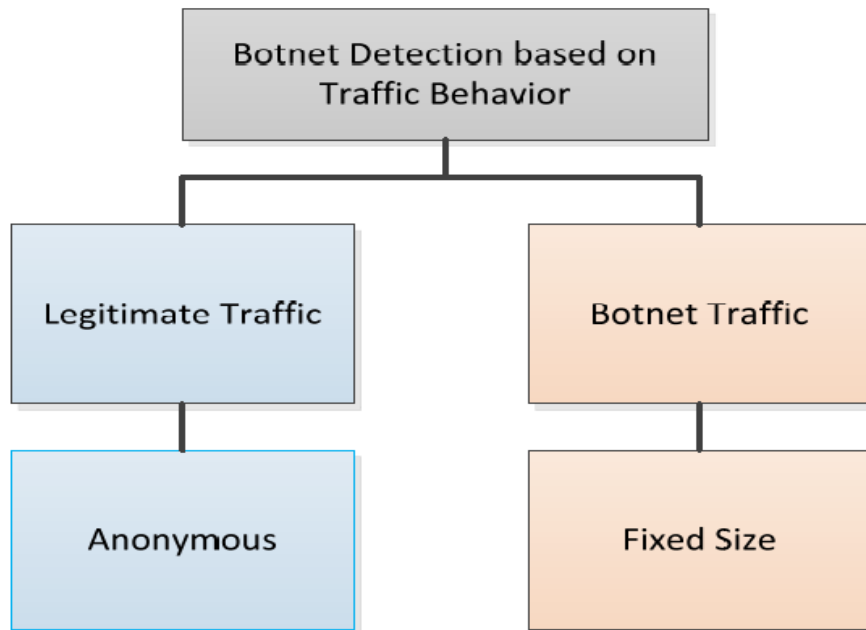 Botnet Detection based on
Traffic Behavior
Legitimate Traffic
Botnet Traffic
Anonymous
Fixed Size